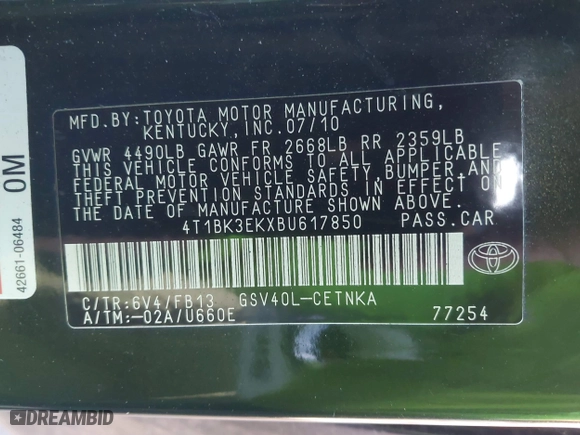 MFD.BY:TOYOTA MOTOR MANUFACTURING,
KENTUCKY,INC.07/10
GVWR 4490LB GAWR FR 2668LB RR 2359LB
THIS VEHICLE CONFORMS TO ALL APPLICABLE
FEDERAL MOTOR VEHICLE SAFETY,BUMPER,AND
THEFT PREVENTION STANDARDS IN EFFECT ON
THE DATE OF MANUFACTURE SHOWN ABOVE.
4T1BK3EKXBU617850 PASS.CAR
C/TR:6V4/FB13 GSV40L-CETNKA
A/TM:-02A/U660E 77254
TOYOTA
0M
42661-06484
DREAMBID